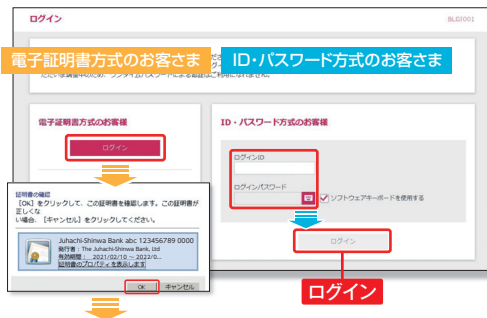 ログイン
BLGI001
電子証明書方式のお客さま
ID・パスワード方式のお客さま
電子証明書方式のお客様
ログイン
ID・パスワード方式のお客様
ログインID
ログインパスワード
ソフトウェアキーボードを使用する
ログイン
ログイン
証明書の確認
[OK] をクリックして、この証明書を確認します。この証明書が
正しくな
い場合、[キャンセル] をクリックしてください。
Juhachi-Shinwa Bank abc 123456789 0000
発行者：The Juhachi-Shinwa Bank, Ltd
有効期間： 2021/02/10 ～ 2022/0...
証明書のプロパティを表示します
OK
キャンセル